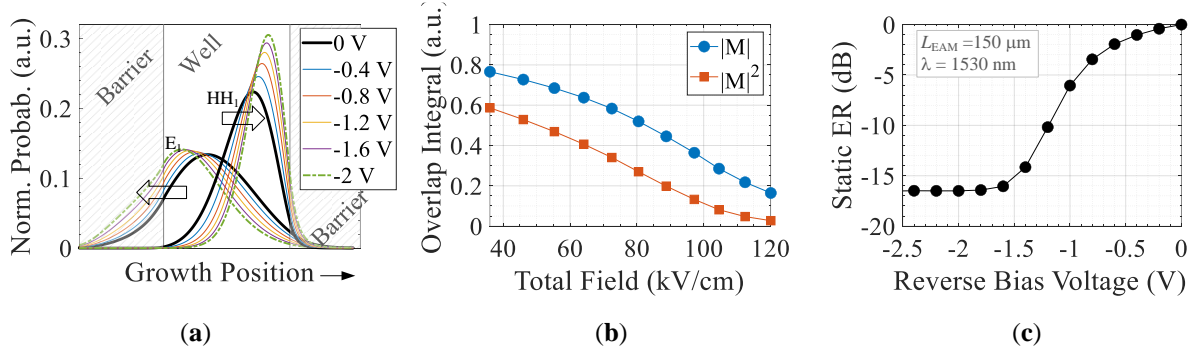 Norm. Probab. (a.u.)
0.3
0.2
0.1
0
Barrier
Well
Barrier
E₁
HH₁
0 V
-0.4 V
-0.8 V
-1.2 V
-1.6 V
-2 V
Growth Position
(a)
Overlap Integral (a.u.)
1
0.8
0.6
0.4
0.2
0
|M|
|M|²
40
60
80
100
120
Total Field (kV/cm)
(b)
Static ER (dB)
0
-5
-10
-15
-20
L_EAM =150 μm
λ = 1530 nm
-2.5
-2
-1.5
-1
-0.5
0
Reverse Bias Voltage (V)
(c)